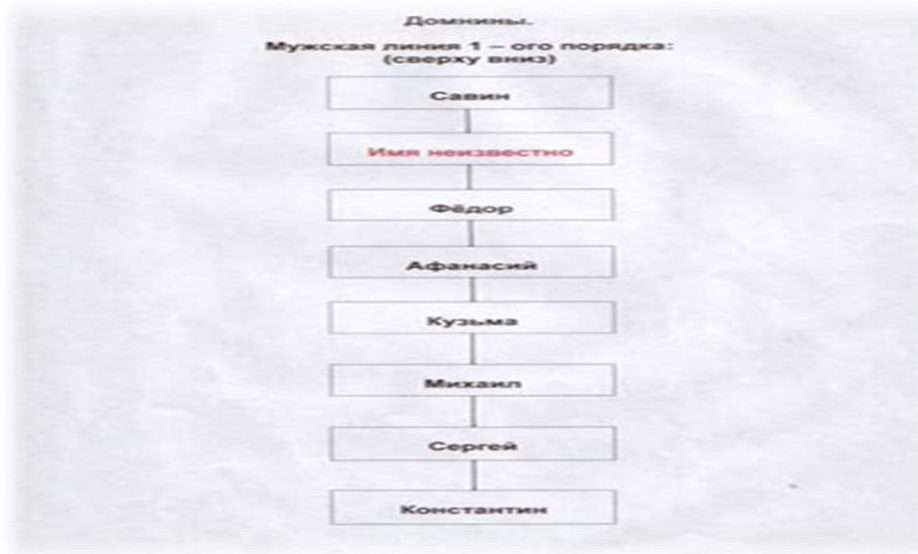 Домнины.
Мужская линия 1 – ого порядка:
(сверху вниз)
Савин
Имя неизвестно
Фёдор
Афанасий
Кузьма
Михаил
Сергей
Константин